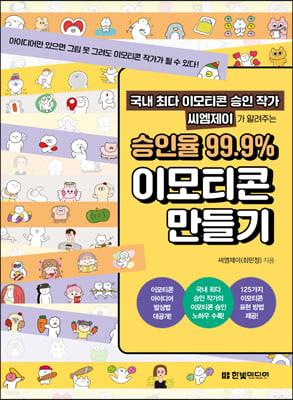 아이디어만 있으면 그림 못 그려도 이모티콘 작가가 될 수 있다!
국내 최다 이모티콘 승인 작가
씨엠제이가 알려주는
승인율 99.9%
이모티콘
만들기
씨엠제이(최민정) 지음
이모티콘
아이디어
발상법
대공개!
국내 최다
승인 작가의
이모티콘 승인
노하우 수록!
125가지
이모티콘
표현 방법
제공!
한빛미디어